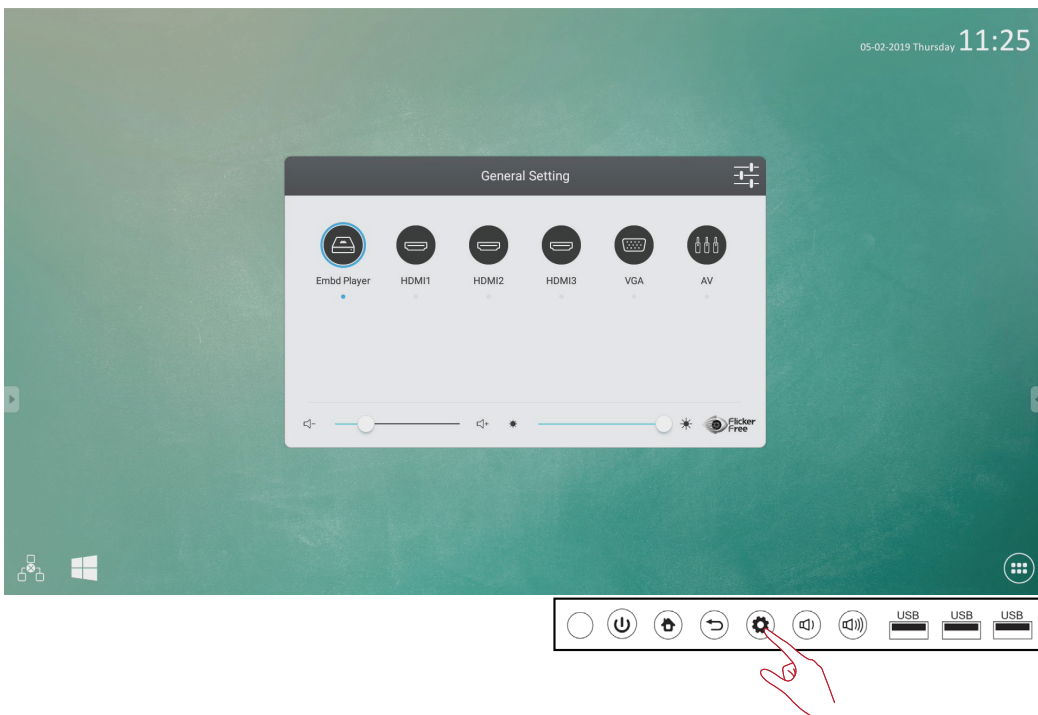 05-02-2019 Thursday 11:25
General Setting
Embd Player HDMI1 HDMI2 HDMI3 VGA AV
Flicker
Free
USB USB USB